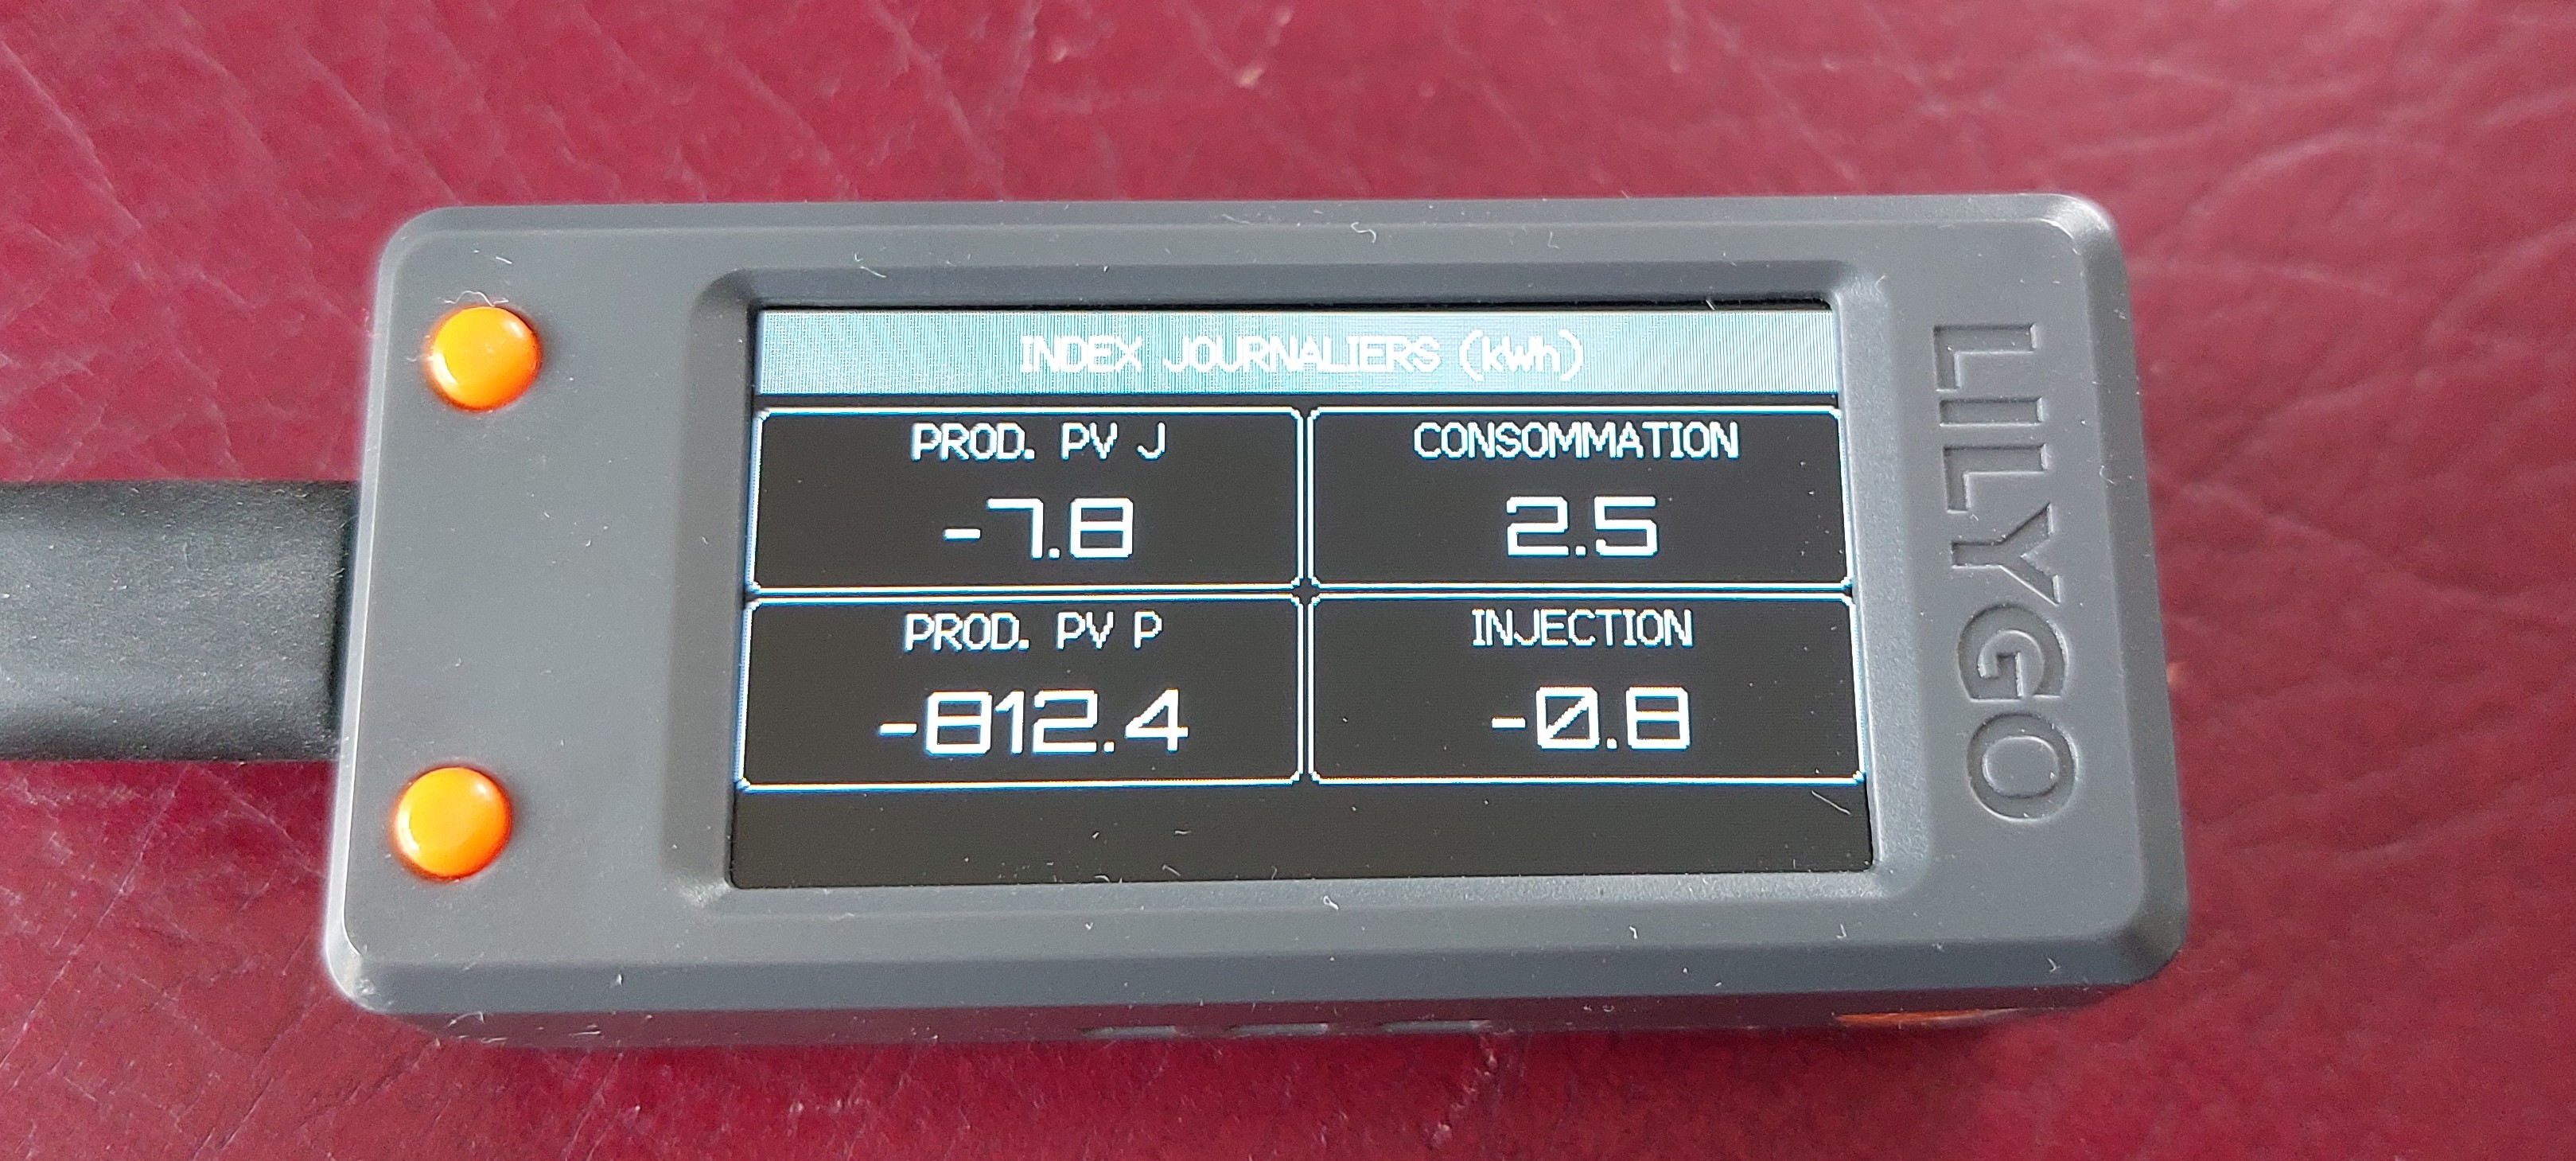 INDEX JOURNALIERS (kWh)
PROD. PV J
-7.8
CONSOMMATION
2.5
PROD. PV P
-812.4
INJECTION
-0.8
LILYGO